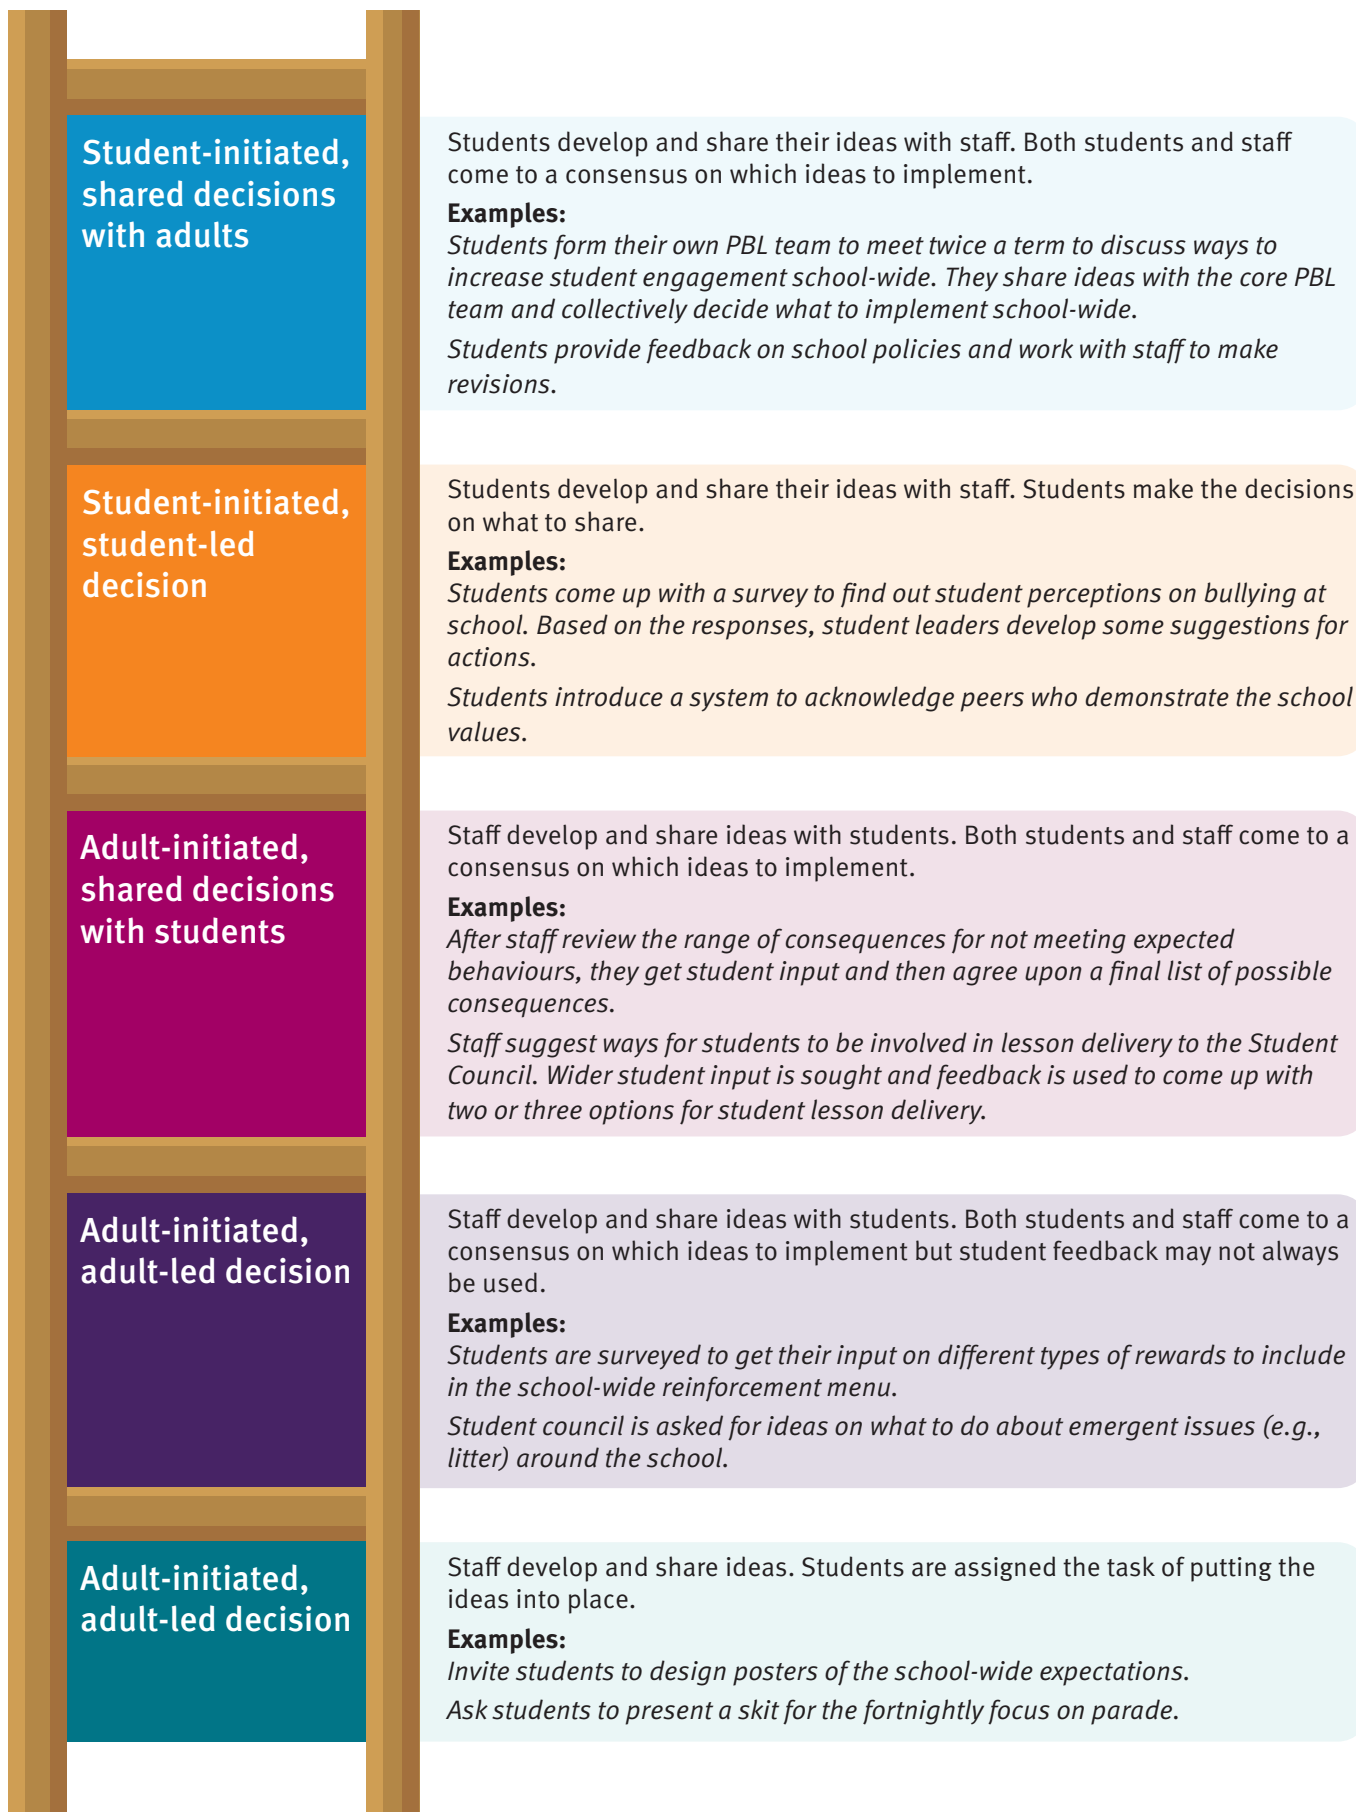 Student-initiated,
shared decisions
with adults
Students develop and share their ideas with staff. Both students and staff
come to a consensus on which ideas to implement.
Examples:
Students form their own PBL team to meet twice a term to discuss ways to
increase student engagement school-wide. They share ideas with the core PBL
team and collectively decide what to implement school-wide.
Students provide feedback on school policies and work with staff to make
revisions.
Student-initiated,
student-led
decision
Students develop and share their ideas with staff. Students make the decisions
on what to share.
Examples:
Students come up with a survey to find out student perceptions on bullying at
school. Based on the responses, student leaders develop some suggestions for
actions.
Students introduce a system to acknowledge peers who demonstrate the school
values.
Adult-initiated,
shared decisions
with students
Staff develop and share ideas with students. Both students and staff come to a
consensus on which ideas to implement.
Examples:
After staff review the range of consequences for not meeting expected
behaviours, they get student input and then agree upon a final list of possible
consequences.
Staff suggest ways for students to be involved in lesson delivery to the Student
Council. Wider student input is sought and feedback is used to come up with
two or three options for student lesson delivery.
Adult-initiated,
adult-led decision
Staff develop and share ideas with students. Both students and staff come to a
consensus on which ideas to implement but student feedback may not always
be used.
Examples:
Students are surveyed to get their input on different types of rewards to include
in the school-wide reinforcement menu.
Student council is asked for ideas on what to do about emergent issues (e.g.,
litter) around the school.
Adult-initiated,
adult-led decision
Staff develop and share ideas. Students are assigned the task of putting the
ideas into place.
Examples:
Invite students to design posters of the school-wide expectations.
Ask students to present a skit for the fortnightly focus on parade.